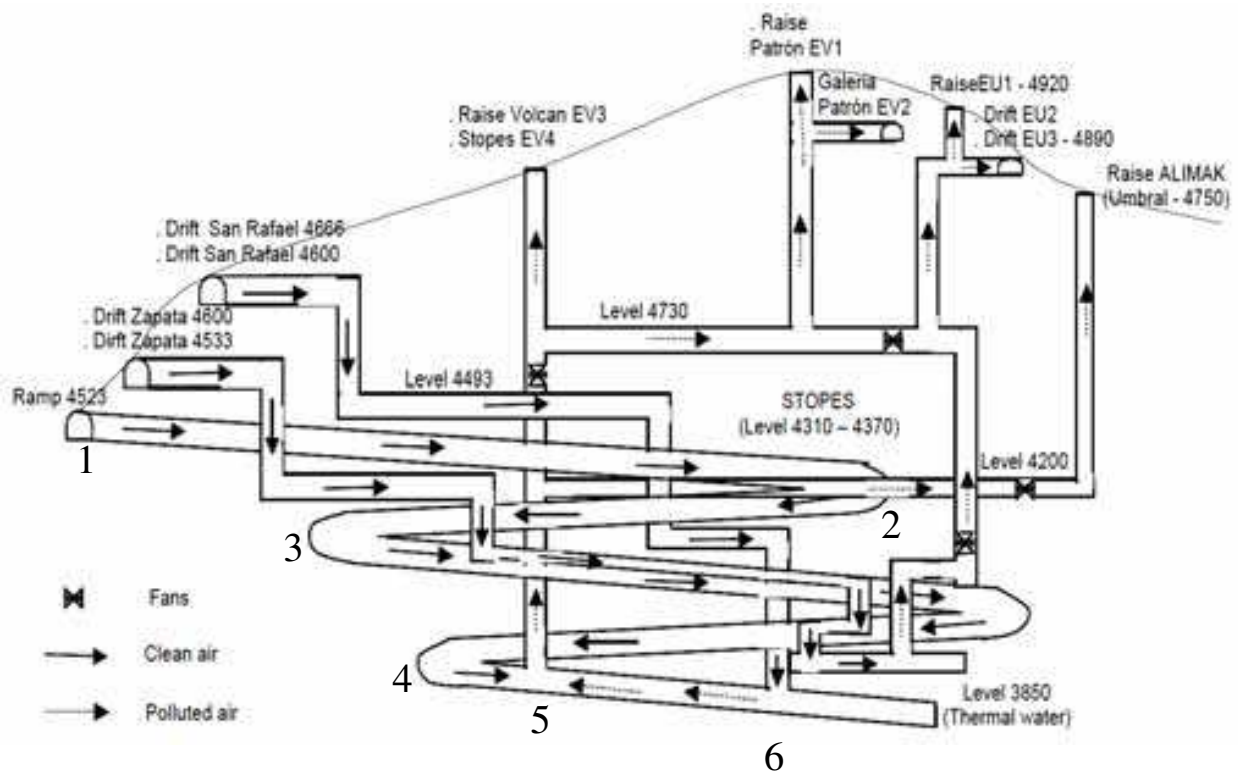 . Raise
Patrón EV1
Galeria
Patrón EV2
RaiseEU1 - 4920
. Drift EU2
. Drift EU3 - 4890
. Raise Volcan EV3
. Stopes EV4
Raise ALIMAK
(Umbral - 4750)
. Drift San Rafael 4666
. Drift San Rafael 4600
. Drift Zapata 4600
. Dirft Zapata 4533
Level 4730
Ramp 4523
Level 4493
STOPES
(Level 4310 – 4370)
1
Level 4200
2
3
Fans
Clean air
4
Level 3850
(Thermal water)
Polluted air
5
6